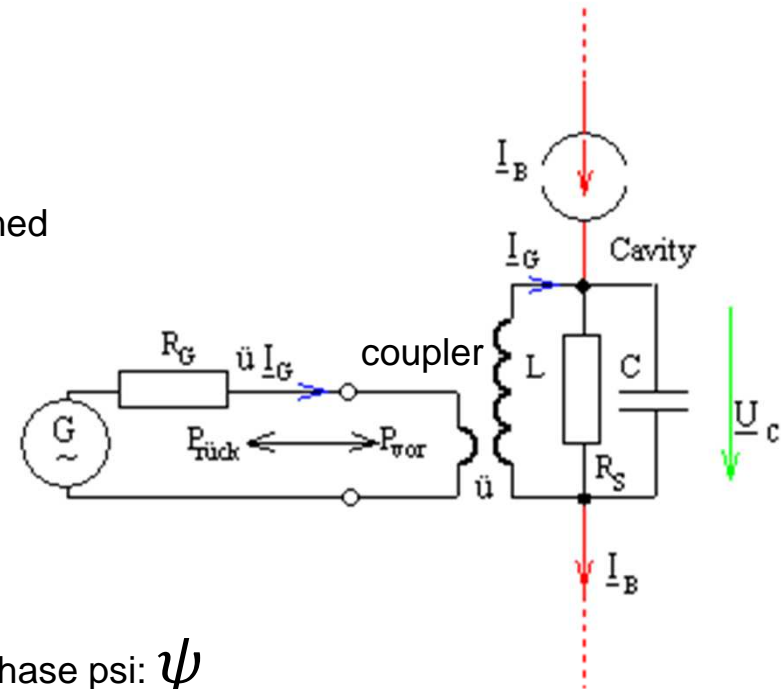 I_B
ned
I_G
Cavity
R_G
ü I_G
coupler
L
C
G
~
P_rück
P_vor
U_C
ü
R_S
I_B
hase psi: ψ